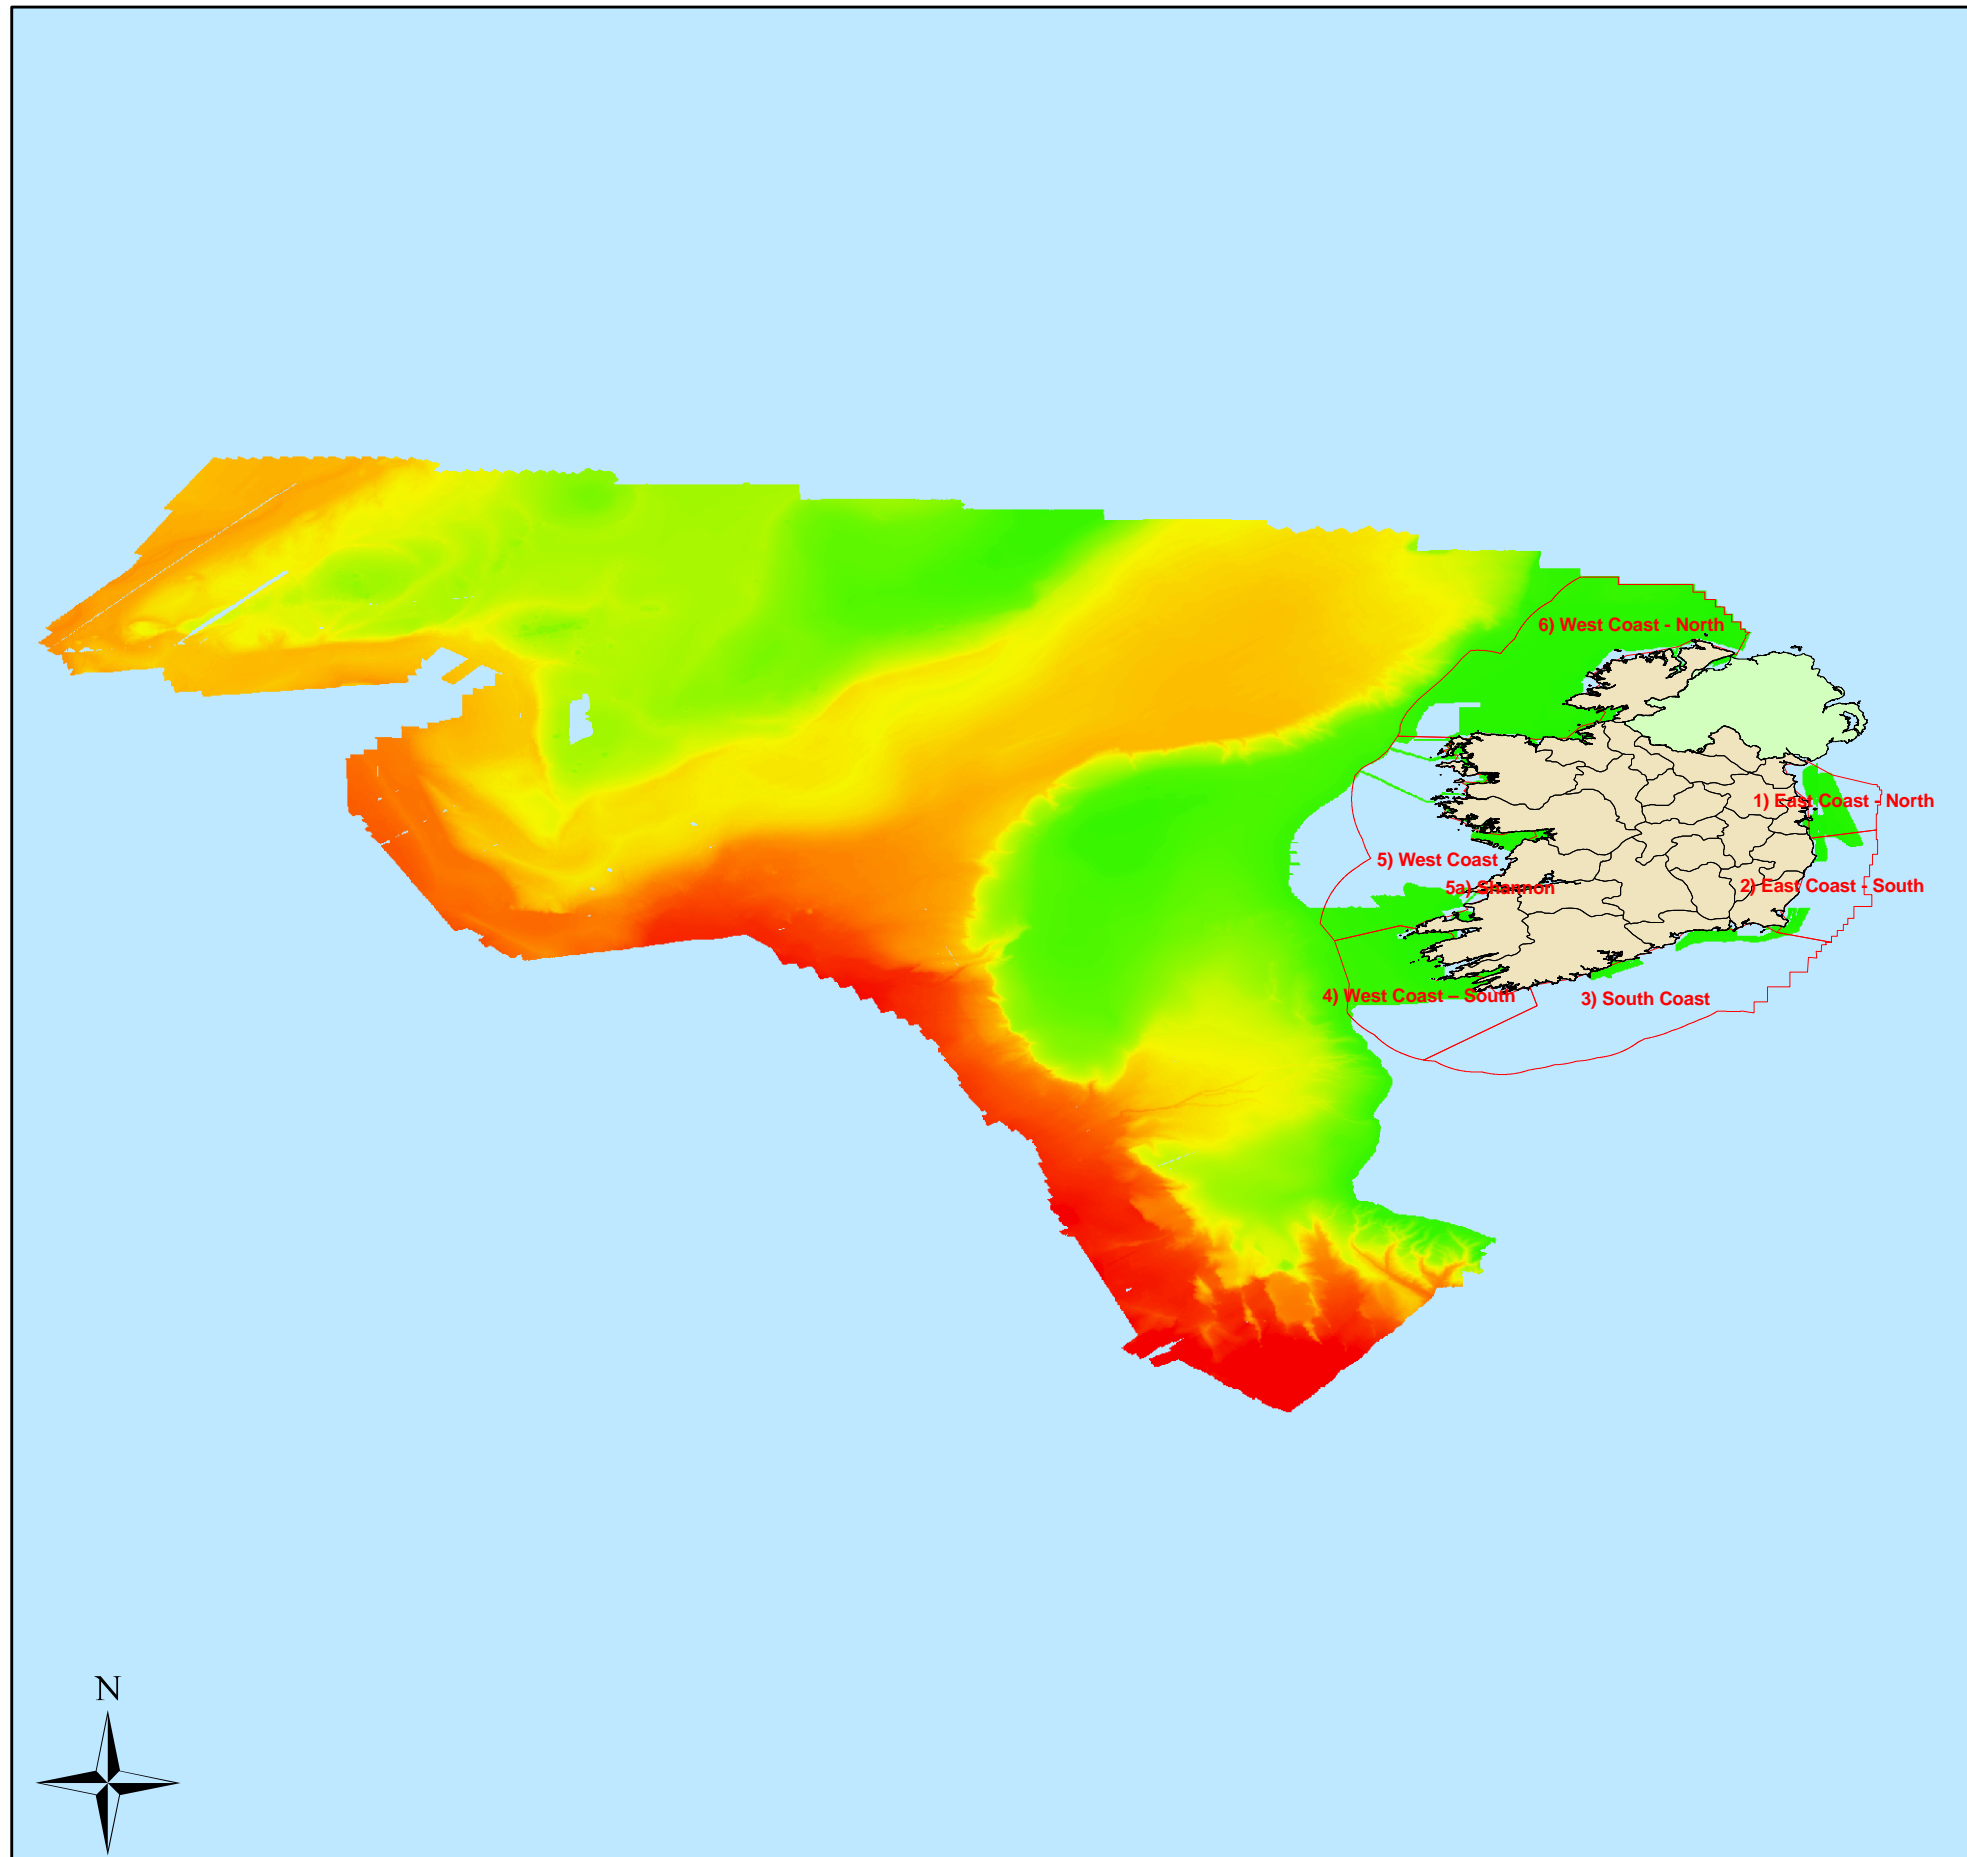 6) West Coast - North
1) East Coast - North
5) West Coast
5a) Shannon
2) East Coast - South
4) West Coast – South
3) South Coast
N